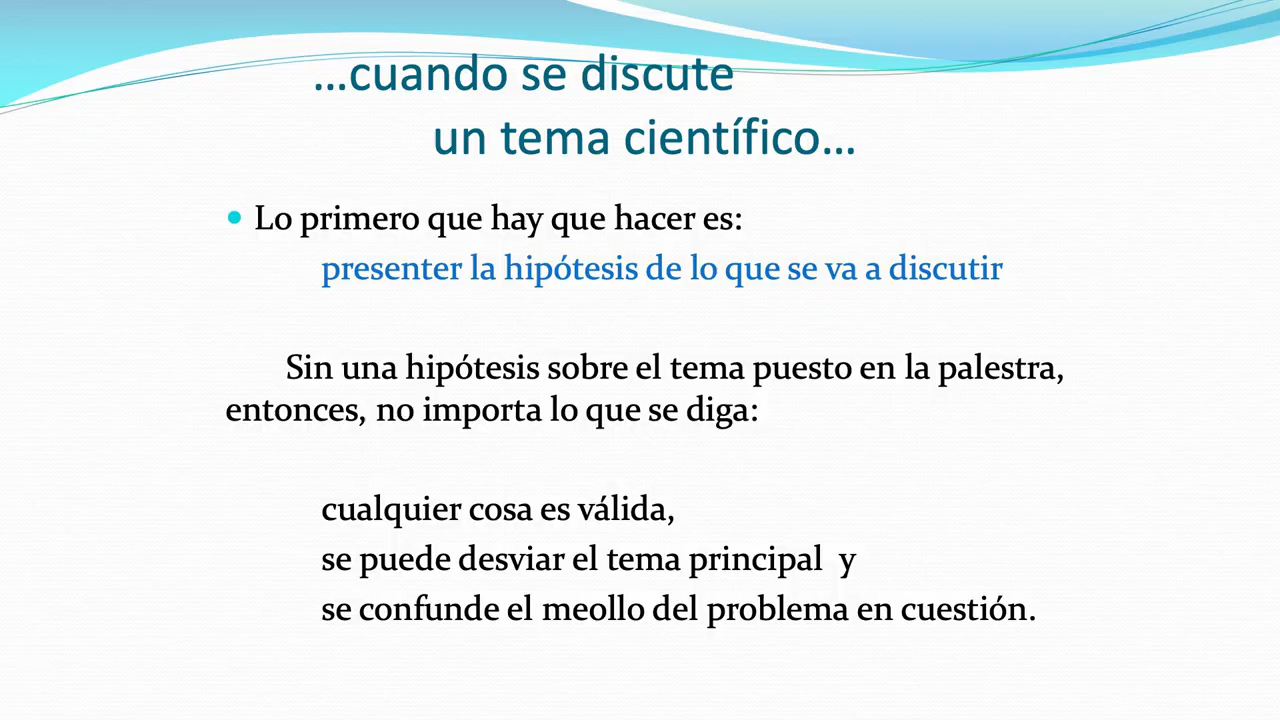 ...cuando se discute
un tema científico...
• Lo primero que hay que hacer es:
presenter la hipótesis de lo que se va a discutir
Sin una hipótesis sobre el tema puesto en la palestra,
entonces, no importa lo que se diga:
cualquier cosa es válida,
se puede desviar el tema principal y
se confunde el meollo del problema en cuestión.